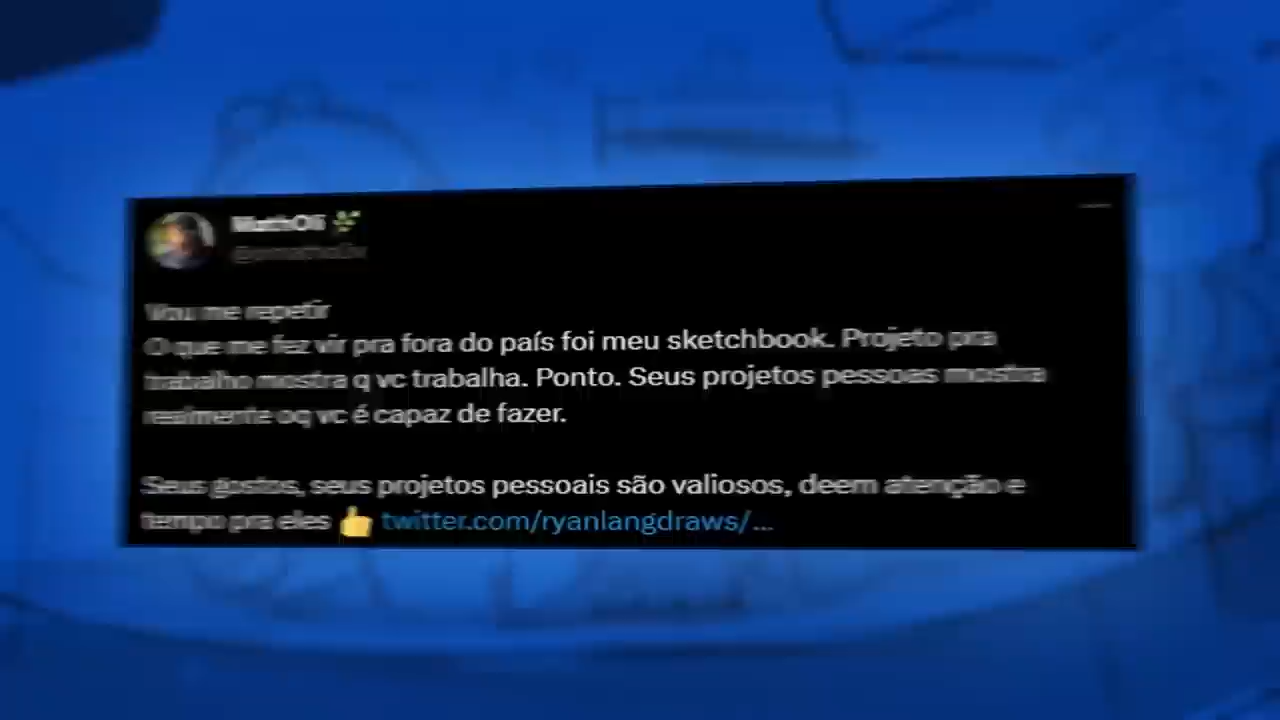 MathOli
Vou me repetir
O que me fez vir pra fora do país foi meu sketchbook. Projeto pra
trabalho mostra q vc trabalha. Ponto. Seus projetos pessoas mostra
realmente oq vc é capaz de fazer.
Seus gostos, seus projetos pessoais são valiosos, deem atenção e
tempo pra eles 👍 twitter.com/ryanlangdraws/…